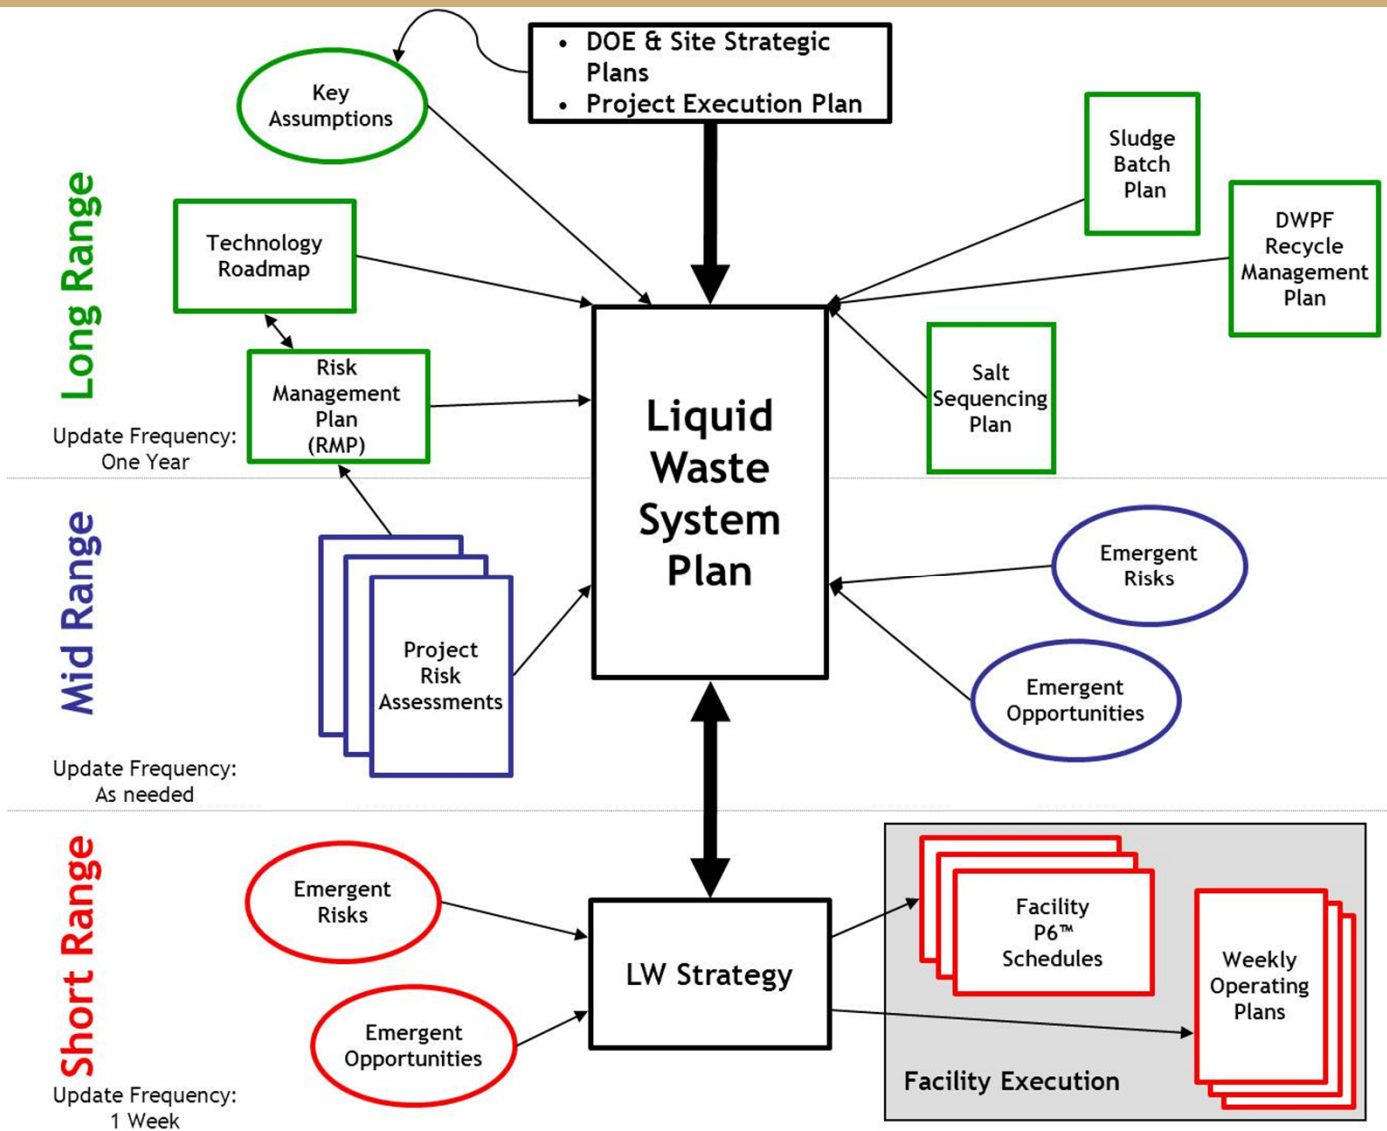 • DOE & Site Strategic
Plans
• Project Execution Plan
Key
Assumptions
Sludge
Batch
Plan
DWPF
Recycle
Management
Plan
Technology
Roadmap
Long Range
Risk
Management
Plan
(RMP)
Salt
Sequencing
Plan
Update Frequency:
One Year
Liquid
Waste
System
Plan
Mid Range
Emergent
Risks
Project
Risk
Assessments
Emergent
Opportunities
Update Frequency:
As needed
Short Range
Emergent
Risks
Facility
P6™
Schedules
LW Strategy
Weekly
Operating
Plans
Emergent
Opportunities
Facility Execution
Update Frequency:
1 Week